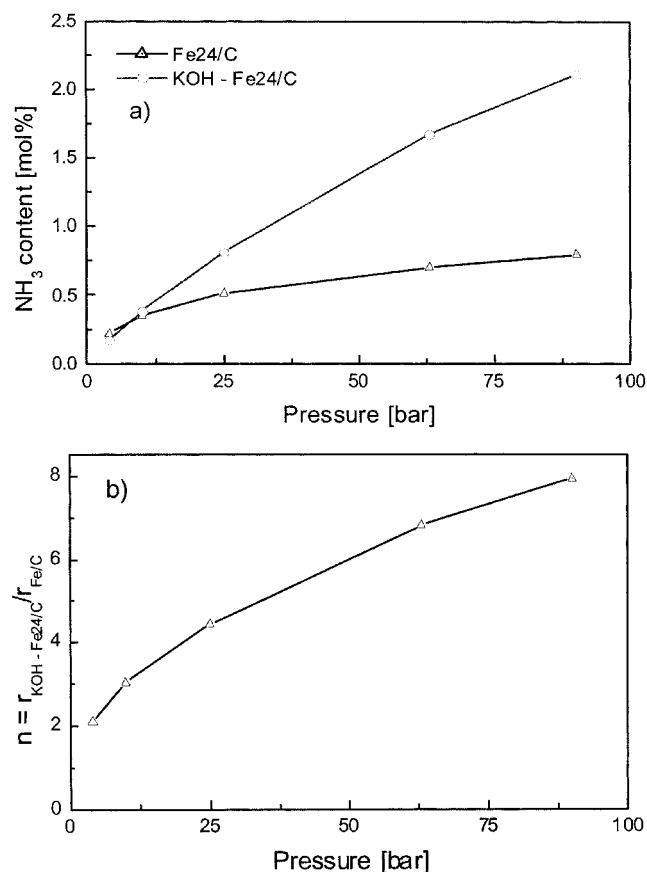 2.5
Fe24/C
KOH - Fe24/C
2.0
a)
1.5
NH₃ content [mol%]
1.0
0.5
0.0
0 25 50 75 100
Pressure [bar]
8
b)
6
n = r_KOH - Fe24/C/r_Fe/C
4
2
0
0 25 50 75 100
Pressure [bar]